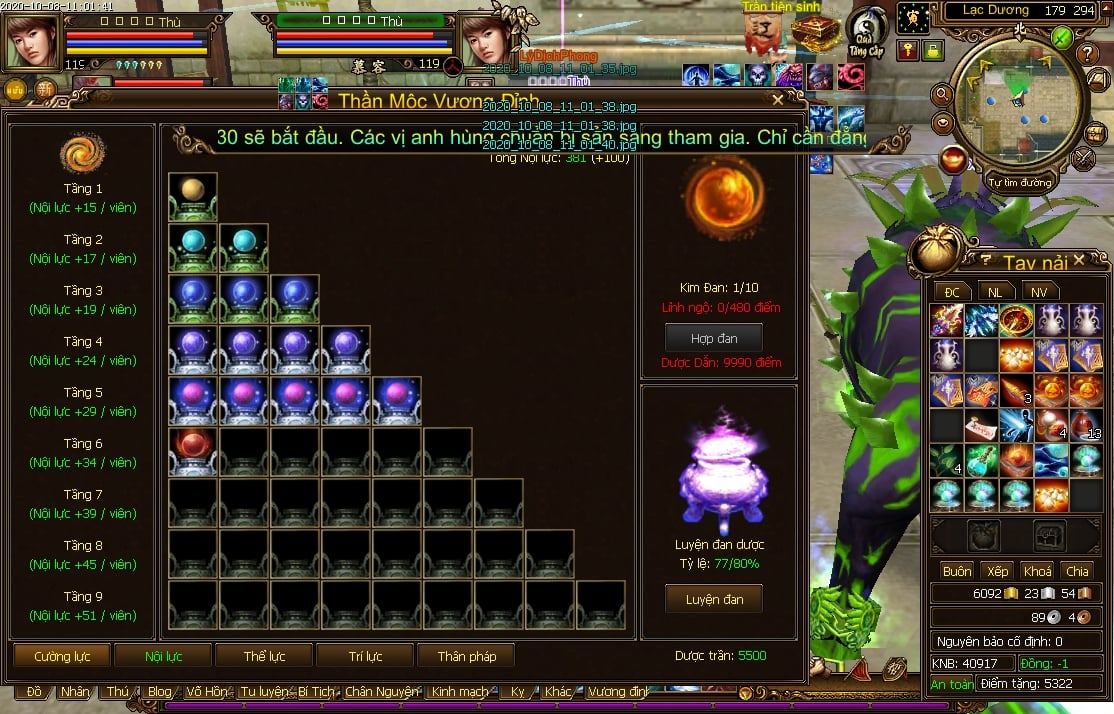 2020-10-08-11:01:41
Thù
Thù
119
119
慕容
Trần tiên sinh
Quà Tăng Cấp
Lạc Dương 179 294
LýDịchPhong
2020_10_08_11_01_35.jpg
Thú
Thần Mộc Vương Đỉnh
2020_10_08_11_01_38.jpg
2020_10_08_11_01_38.jpg
30 sẽ bắt đầu. Các vị anh hùng chuẩn bị sẵn sàng tham gia. Chỉ cần đẳng
2020_10_08_11_01_40.jpg
Tổng Nội lực: 381 (+100)
Tự tìm đường
Tầng 1
(Nội lực +15 / viên)
Tầng 2
(Nội lực +17 / viên)
Tầng 3
(Nội lực +19 / viên)
Tầng 4
(Nội lực +24 / viên)
Tầng 5
(Nội lực +29 / viên)
Tầng 6
(Nội lực +34 / viên)
Tầng 7
(Nội lực +39 / viên)
Tầng 8
(Nội lực +45 / viên)
Tầng 9
(Nội lực +51 / viên)
Kim Đan: 1/10
Lĩnh ngộ: 0/480 điểm
Hợp đan
Dược Dẫn: 9990 điểm
Luyện đan dược
Tỷ lệ: 77/80%
Luyện đan
Dược trần: 5500
Cường lực
Nội lực
Thể lực
Trí lực
Thân pháp
Tay nải
ĐC
NL
NV
3
4
13
4
Buôn
Xếp
Khoá
Chia
6092 23 54
89 4
Nguyên bảo cố định: 0
KNB: 40917
Đồng: -1
An toàn
Điểm tặng: 5322
Đồ
Nhân
Thú
Blog
Võ Hồn
Tu luyện
Bí Tịch
Chân Nguyên
Kinh mạch
Kỵ
Khác
Vương đỉnh